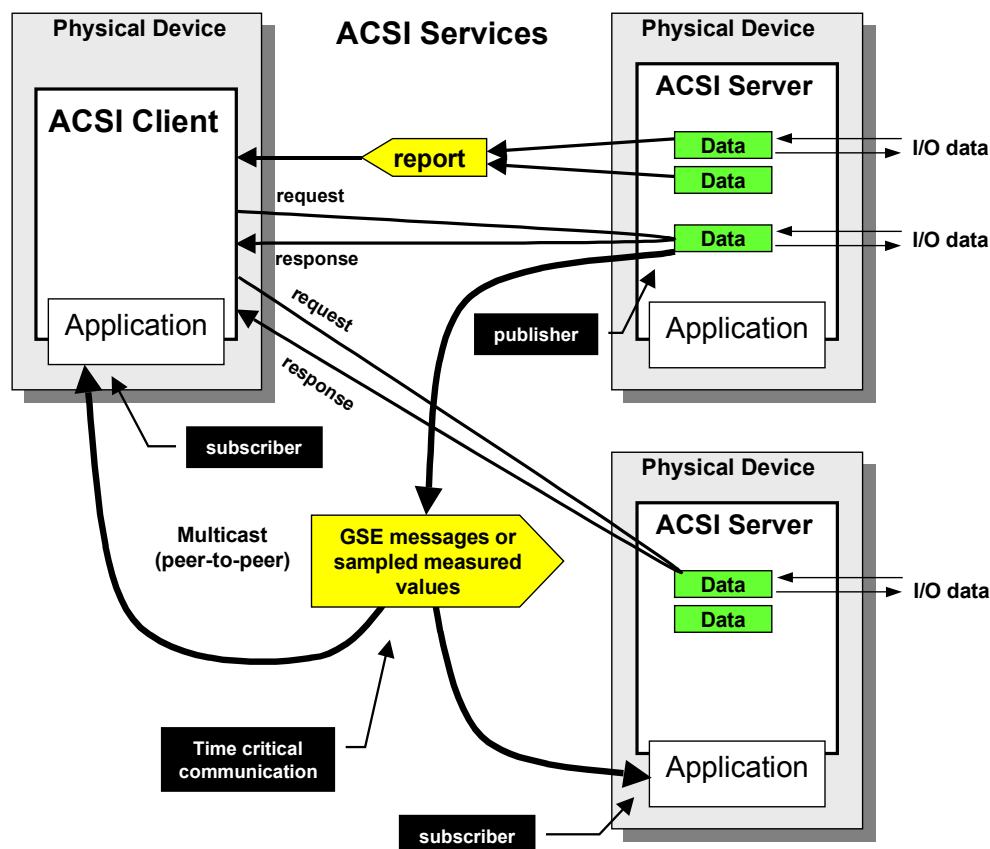 Physical Device
ACSI Services
Physical Device
ACSI Client
ACSI Server
report
Data
I/O data
Data
request
Data
I/O data
response
request
Application
publisher
Application
response
subscriber
Physical Device
Multicast
(peer-to-peer)
GSE messages or
sampled measured
values
ACSI Server
Data
I/O data
Data
Time critical
communication
Application
subscriber